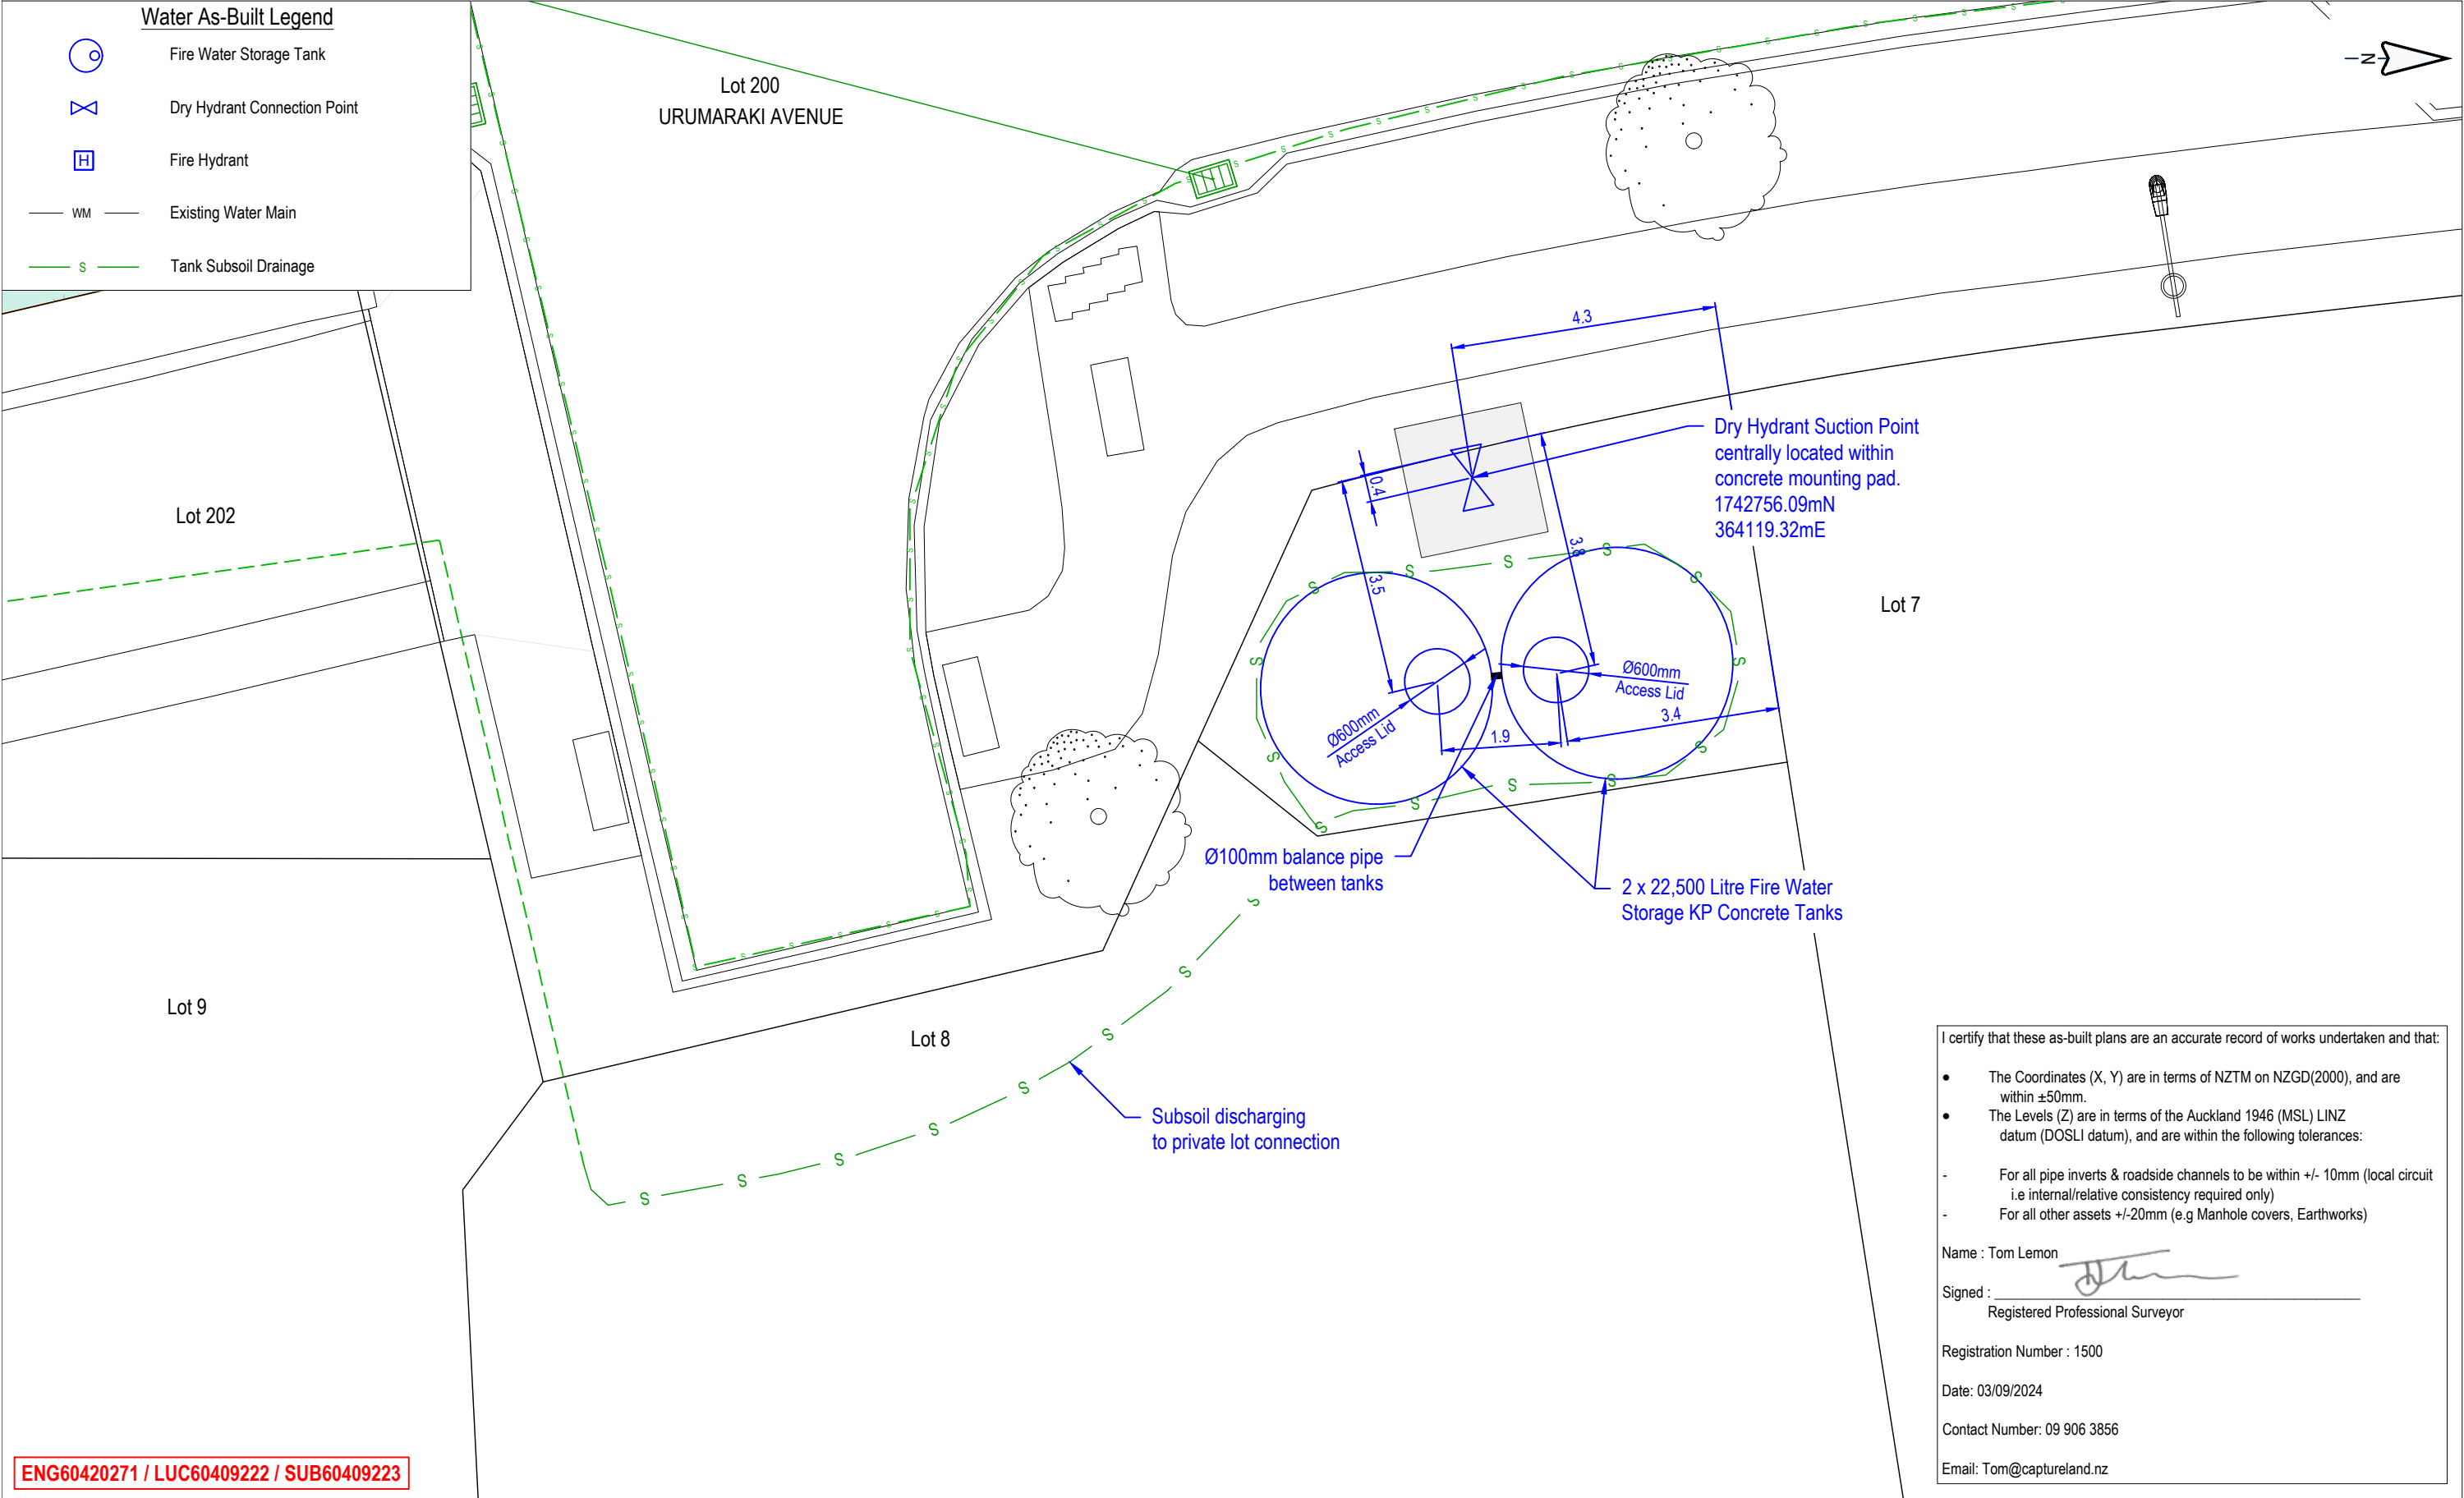 Water As-Built Legend
Fire Water Storage Tank
Dry Hydrant Connection Point
H
Fire Hydrant
WM
Existing Water Main
S
Tank Subsoil Drainage
Lot 200
URUMARAKI AVENUE
N
4.3
Dry Hydrant Suction Point
centrally located within
concrete mounting pad.
1742756.09mN
364119.32mE
0.4
3.5
3.8
Lot 202
Lot 7
Ø600mm
Access Lid
Ø600mm
Access Lid
3.4
1.9
Ø100mm balance pipe
between tanks
2 x 22,500 Litre Fire Water
Storage KP Concrete Tanks
Lot 9
Lot 8
Subsoil discharging
to private lot connection
I certify that these as-built plans are an accurate record of works undertaken and that:
• The Coordinates (X, Y) are in terms of NZTM on NZGD(2000), and are
within ±50mm.
• The Levels (Z) are in terms of the Auckland 1946 (MSL) LINZ
datum (DOSLI datum), and are within the following tolerances:
- For all pipe inverts & roadside channels to be within +/- 10mm (local circuit
i.e internal/relative consistency required only)
- For all other assets +/-20mm (e.g Manhole covers, Earthworks)
Name : Tom Lemon
Signed :
Registered Professional Surveyor
Registration Number : 1500
Date: 03/09/2024
Contact Number: 09 906 3856
Email: Tom@captureland.nz
ENG60420271 / LUC60409222 / SUB60409223